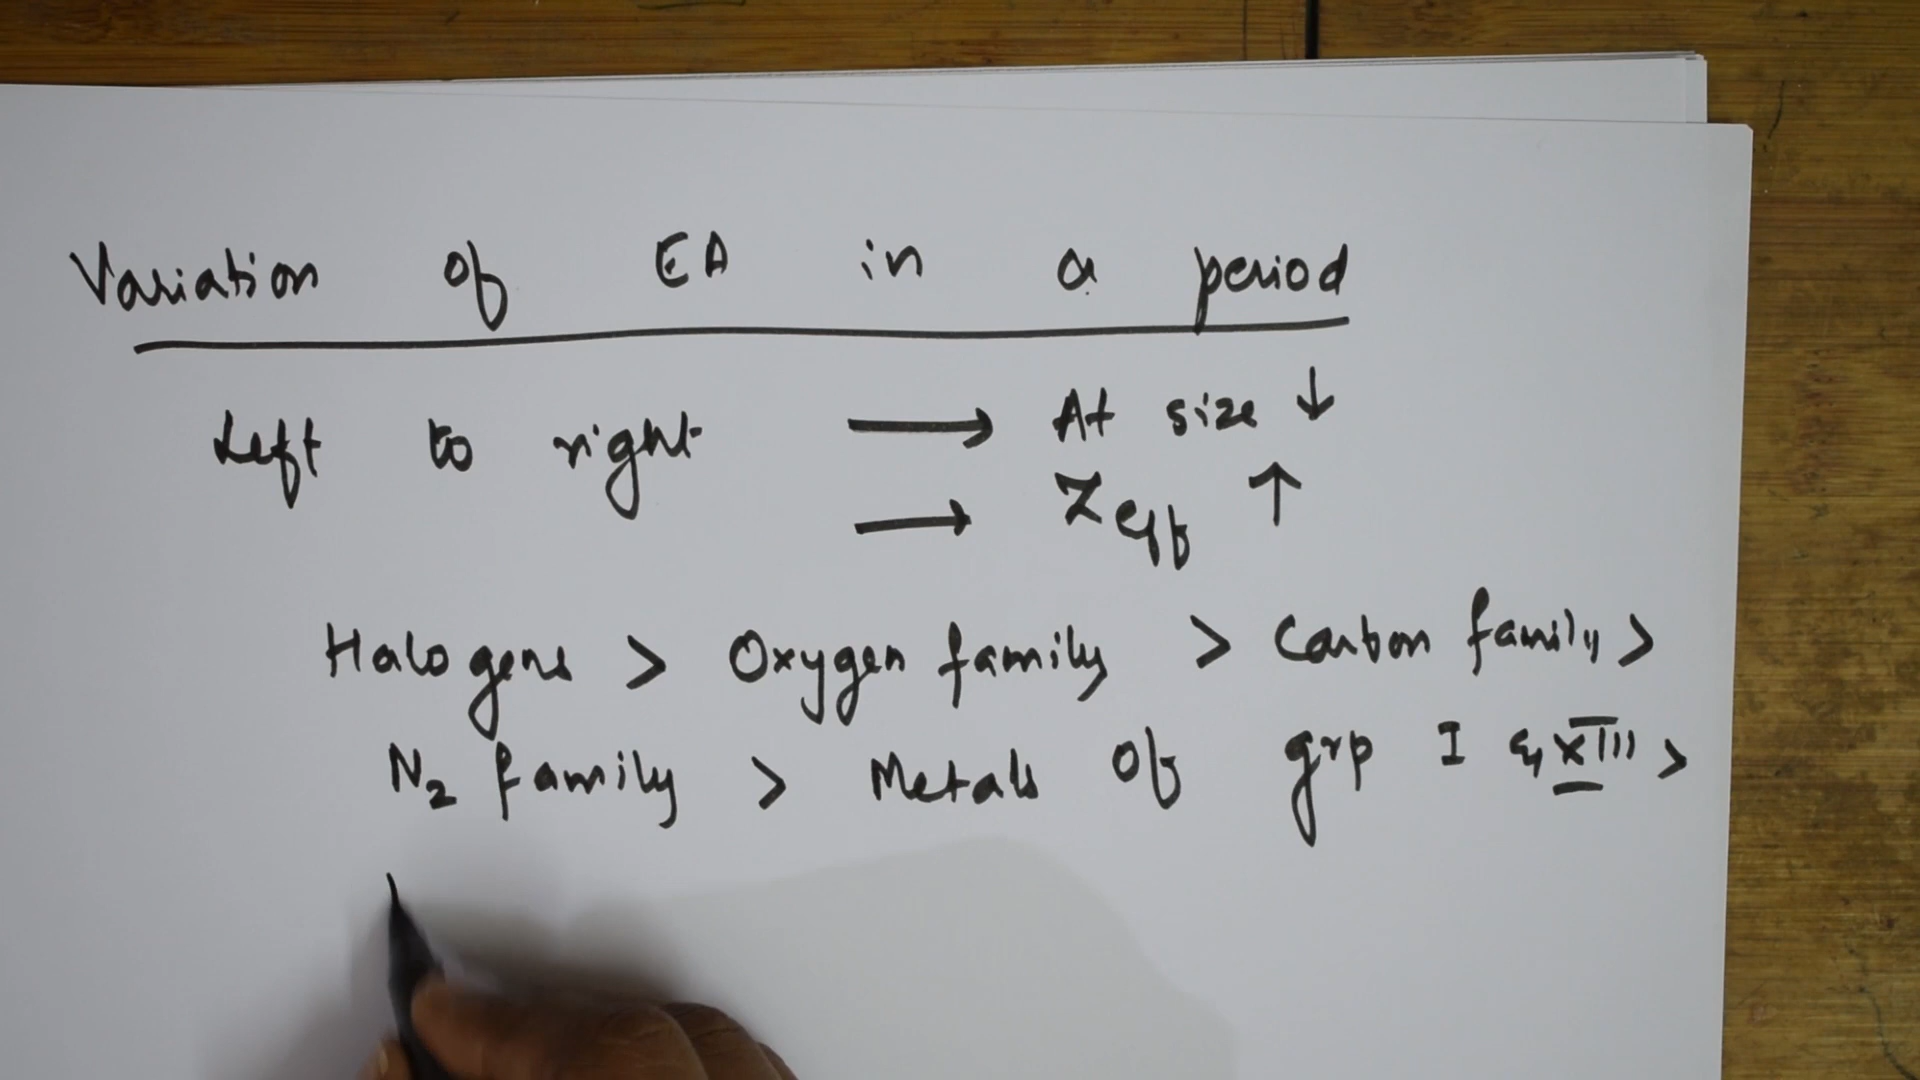 Variation of EA in a period
Left to right → At size ↓
→ Zeff ↑
Halogens > Oxygen family > Carbon family >
N2 family > Metals of grp I & XIII >